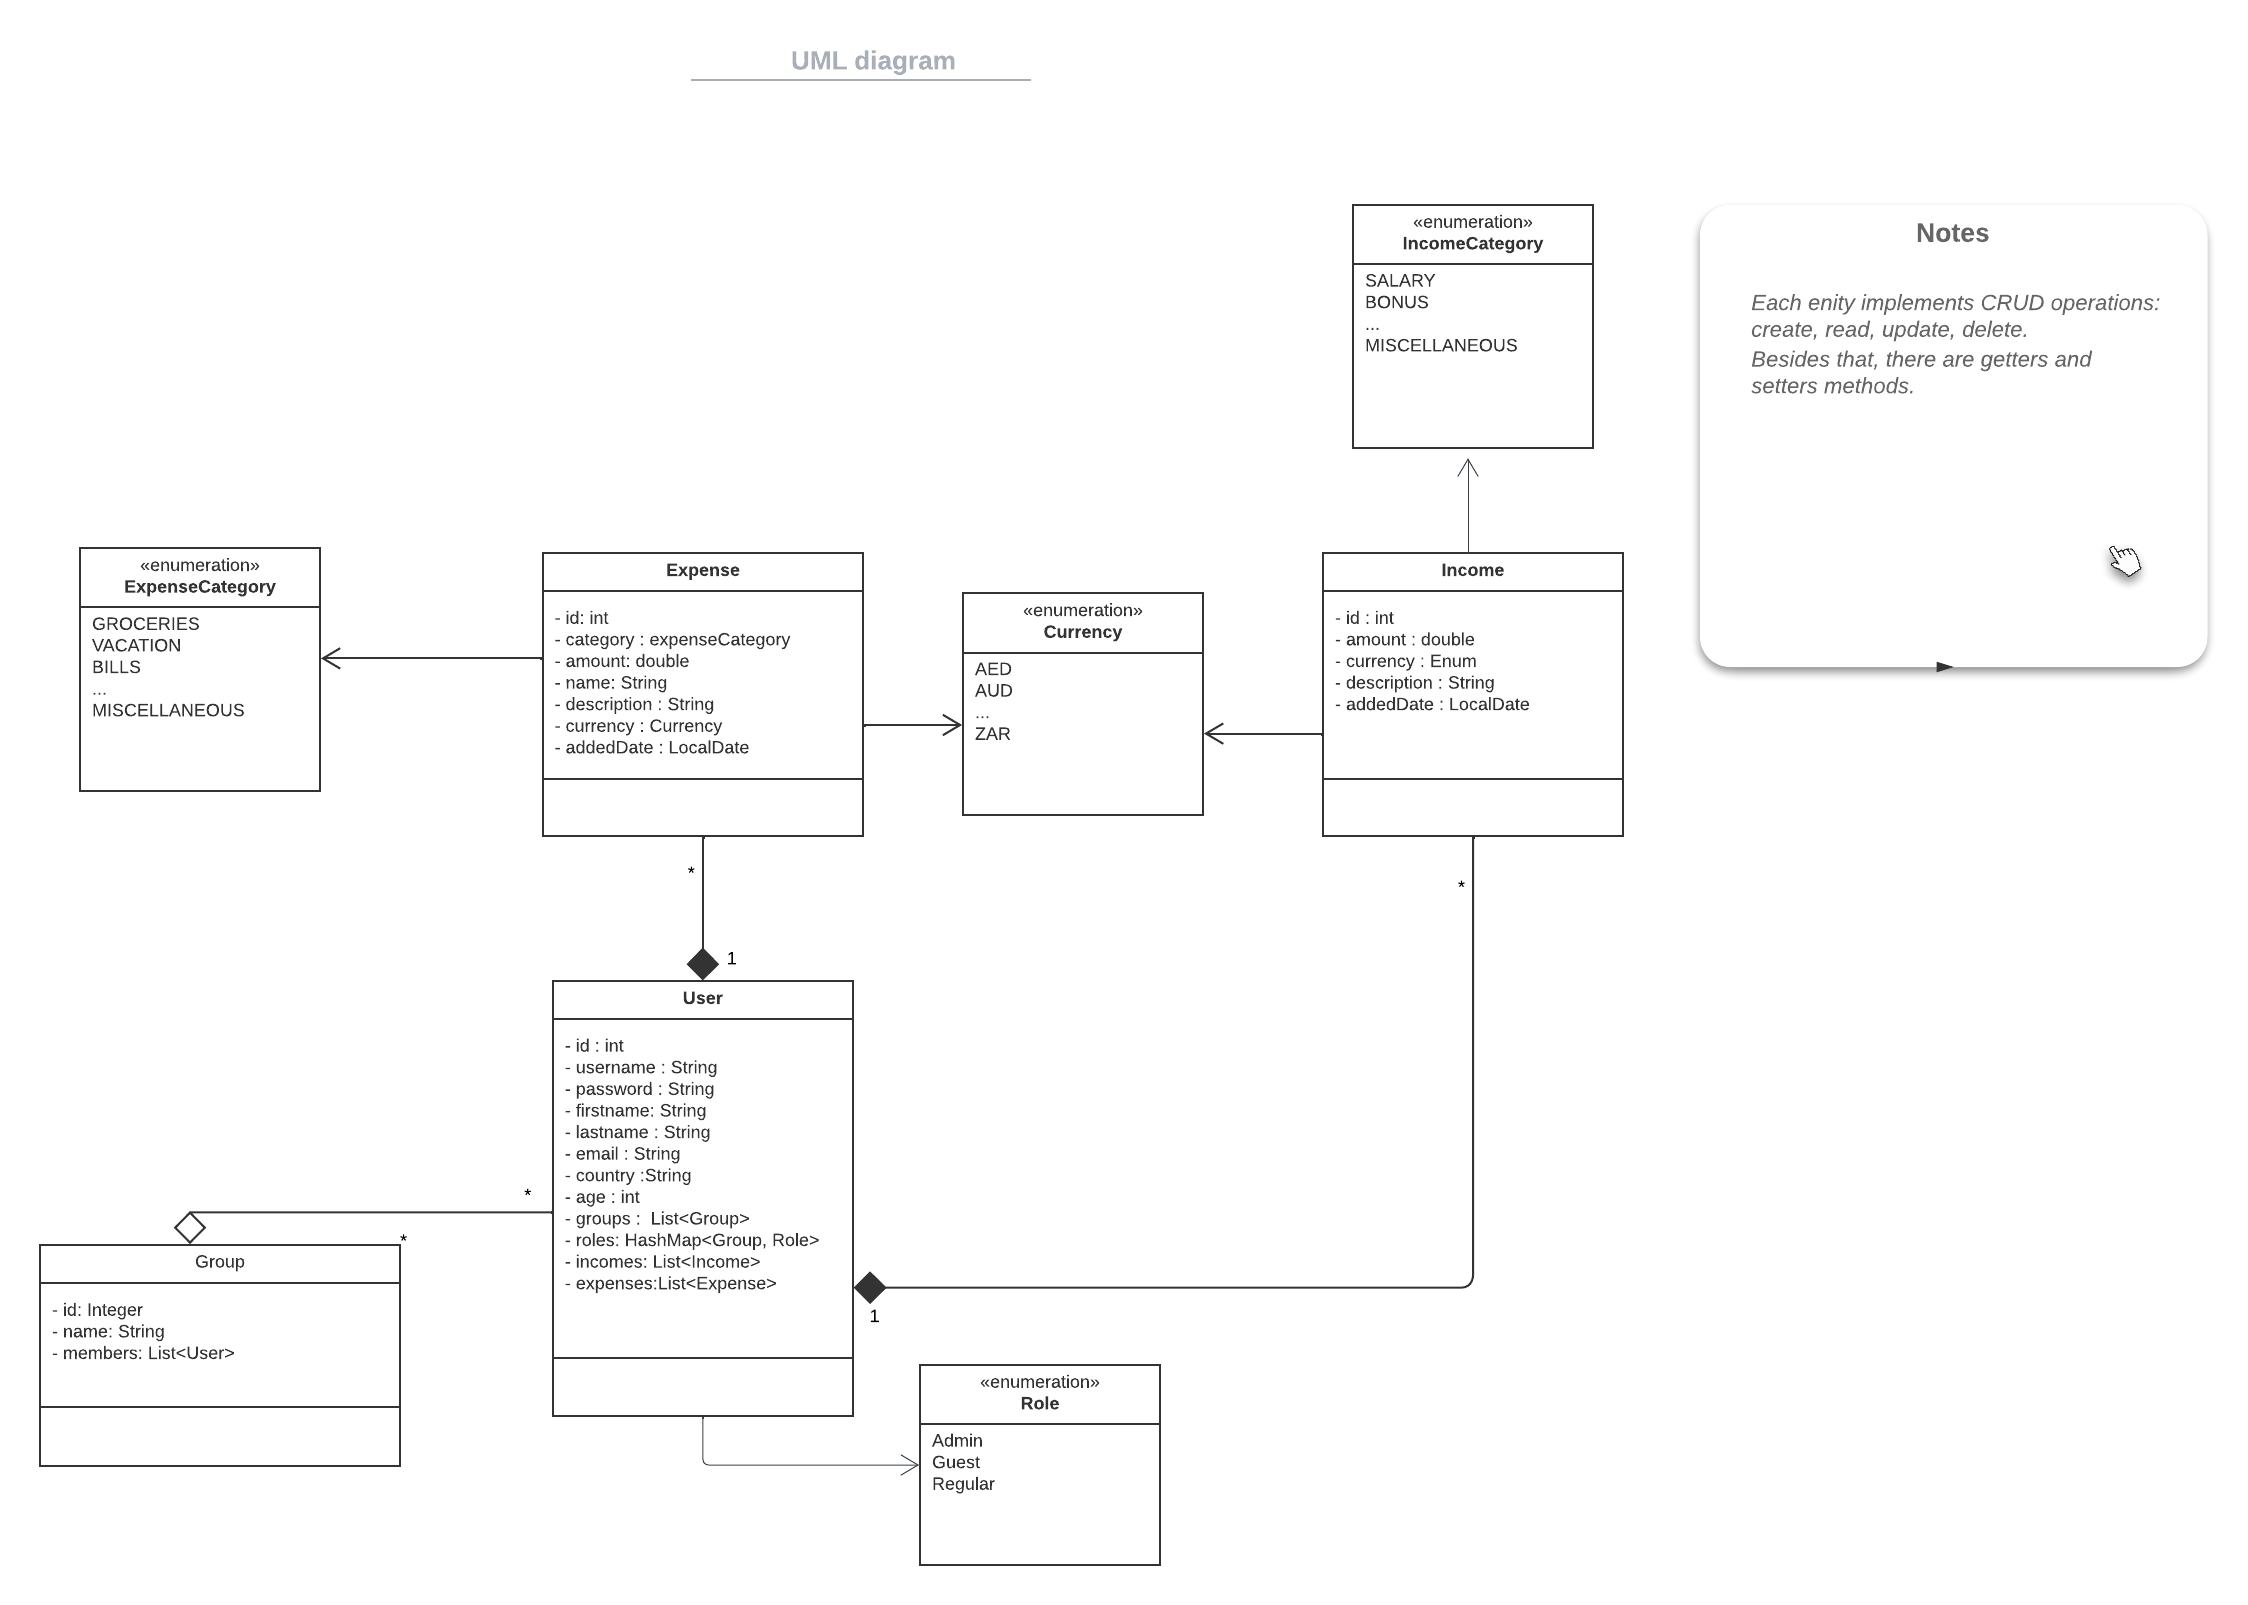 UML diagram
«enumeration»
IncomeCategory
SALARY
BONUS
...
MISCELLANEOUS
Notes
Each enity implements CRUD operations:
create, read, update, delete.
Besides that, there are getters and
setters methods.
«enumeration»
ExpenseCategory
GROCERIES
VACATION
BILLS
...
MISCELLANEOUS
Expense
- id: int
- category : expenseCategory
- amount: double
- name: String
- description : String
- currency : Currency
- addedDate : LocalDate
«enumeration»
Currency
AED
AUD
...
ZAR
Income
- id : int
- amount : double
- currency : Enum
- description : String
- addedDate : LocalDate
*
*
1
User
- id : int
- username : String
- password : String
- firstname: String
- lastname : String
- email : String
- country :String
- age : int
- groups :  List<Group>
- roles: HashMap<Group, Role>
- incomes: List<Income>
- expenses:List<Expense>
*
*
1
Group
- id: Integer
- name: String
- members: List<User>
«enumeration»
Role
Admin
Guest
Regular